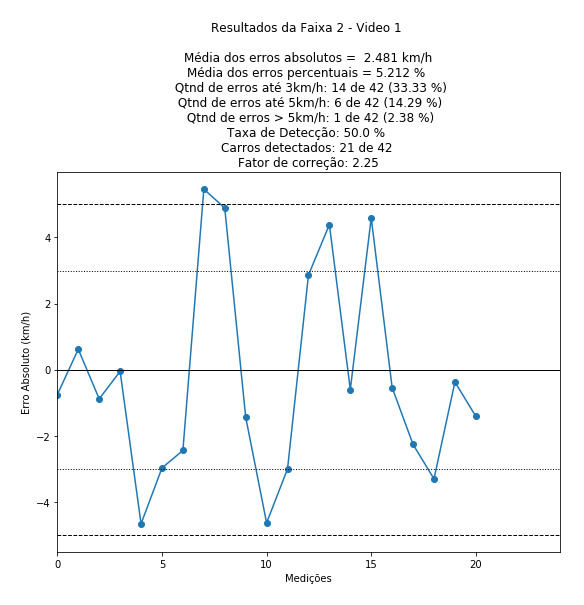 Resultados da Faixa 2 - Video 1
Média dos erros absolutos =  2.481 km/h
Média dos erros percentuais = 5.212 %
Qtnd de erros até 3km/h: 14 de 42 (33.33 %)
Qtnd de erros até 5km/h: 6 de 42 (14.29 %)
Qtnd de erros > 5km/h: 1 de 42 (2.38 %)
Taxa de Detecção: 50.0 %
Carros detectados: 21 de 42
Fator de correção: 2.25
4
2
0
−2
−4
Erro Absoluto (km/h)
0 5 10 15 20
Medições